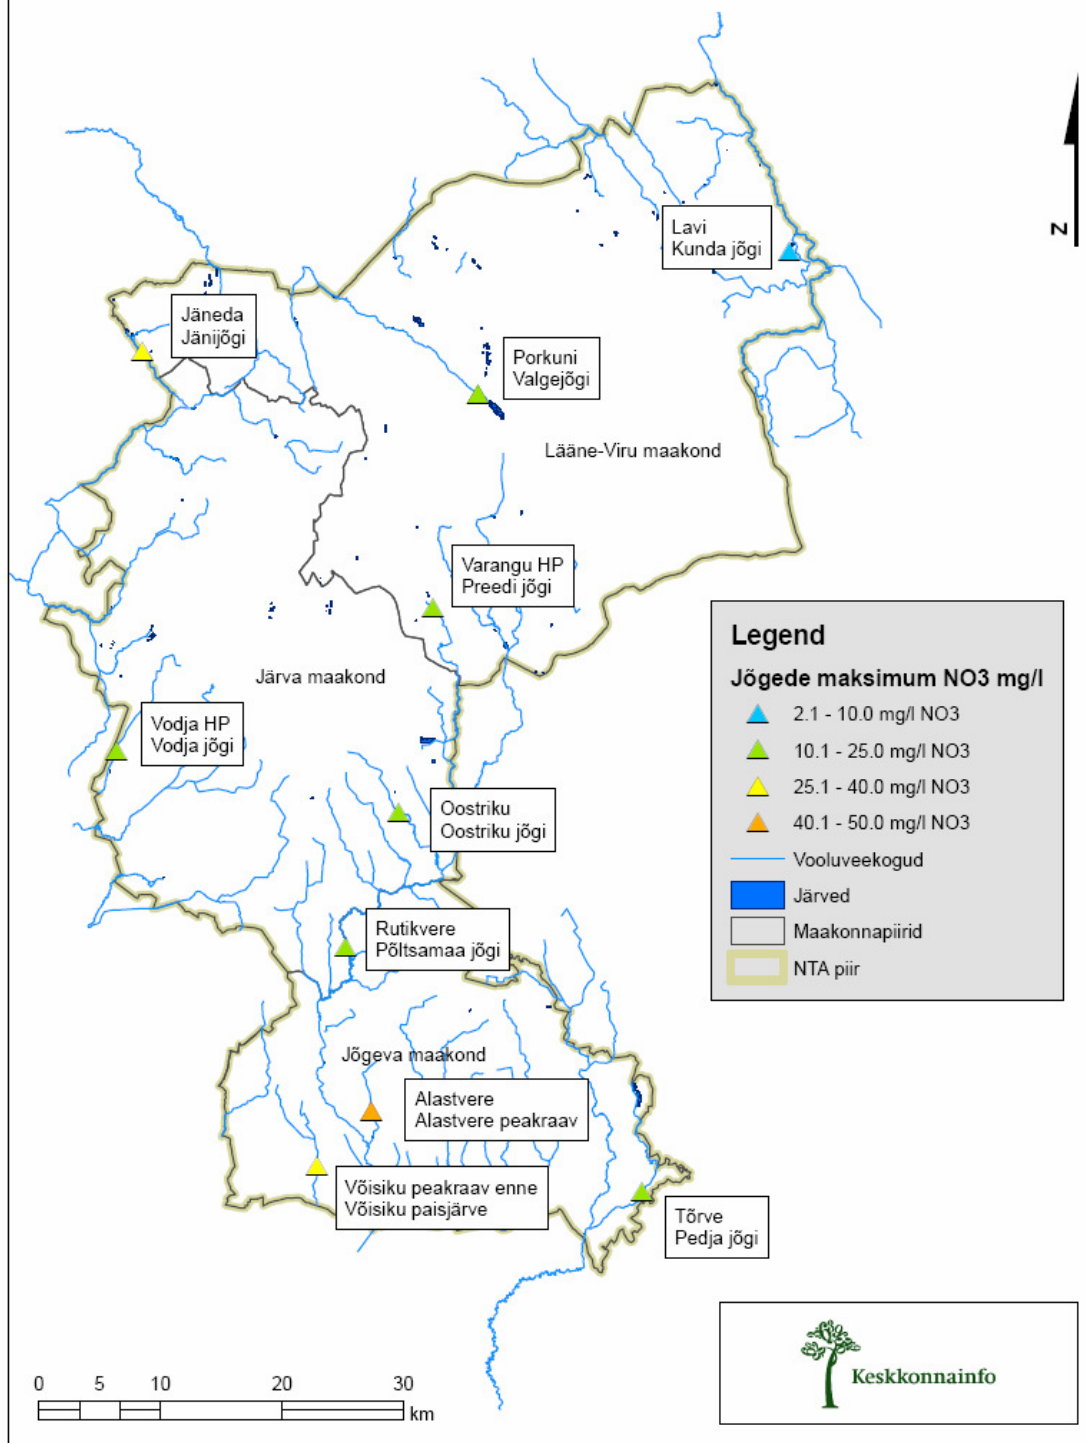 N
Lavi
Kunda jõgi
Jäneda
Jänijõgi
Porkuni
Valgejõgi
Lääne-Viru maakond
Varangu HP
Preedi jõgi
Järva maakond
Vodja HP
Vodja jõgi
Oostriku
Oostriku jõgi
Rutikvere
Põltsamaa jõgi
Jõgeva maakond
Alastvere
Alastvere peakraav
Võisiku peakraav enne
Võisiku paisjärve
Tõrve
Pedja jõgi
Legend
Jõgede maksimum NO3 mg/l
2.1 - 10.0 mg/l NO3
10.1 - 25.0 mg/l NO3
25.1 - 40.0 mg/l NO3
40.1 - 50.0 mg/l NO3
Vooluveekogud
Järved
Maakonnapiirid
NTA piir
0 5 10 20 30
km
Keskkonnainfo